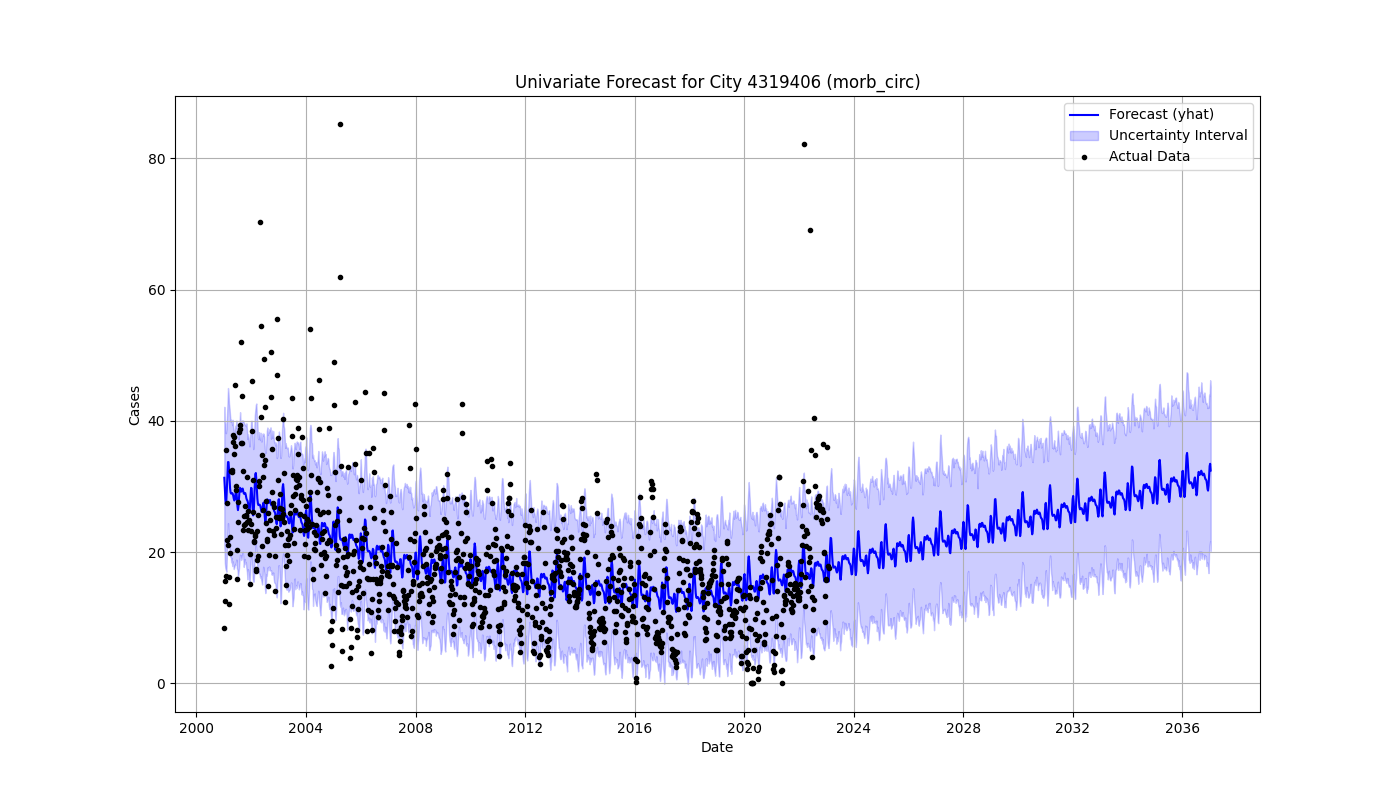 Univariate Forecast for City 4319406 (morb_circ)
Forecast (yhat)
Uncertainty Interval
Actual Data
Cases
80
60
40
20
0
2000 2004 2008 2012 2016 2020 2024 2028 2032 2036
Date